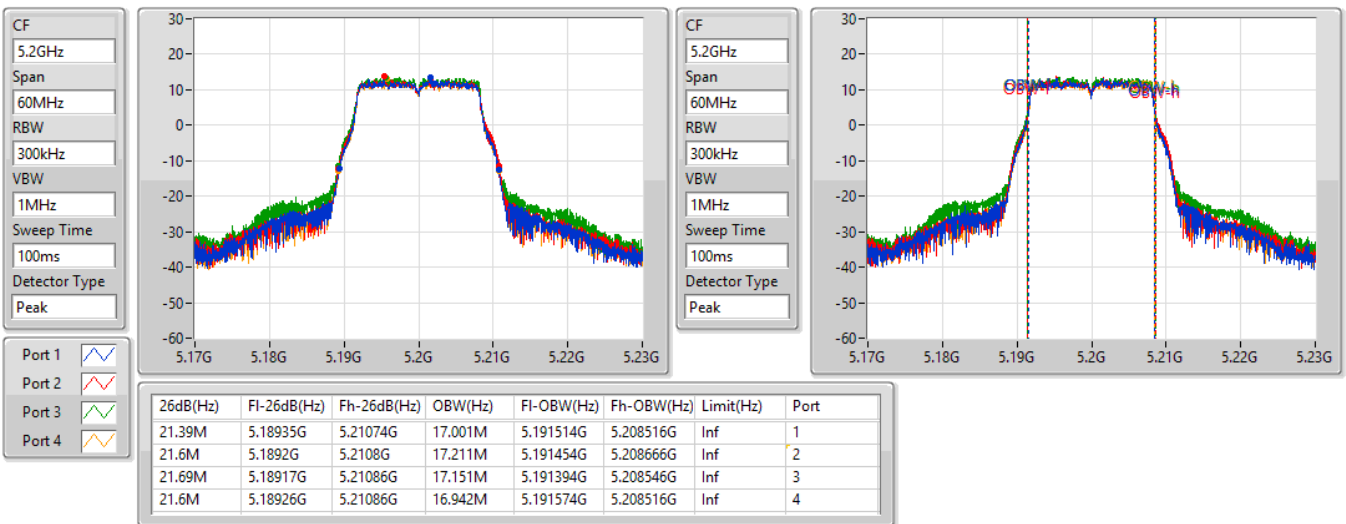 CF
5.2GHz
Span
60MHz
RBW
300kHz
VBW
1MHz
Sweep Time
100ms
Detector Type
Peak
30
20
10
0
-10
-20
-30
-40
-50
-60
5.17G 5.18G 5.19G 5.2G 5.21G 5.22G 5.23G
CF
5.2GHz
Span
60MHz
RBW
300kHz
VBW
1MHz
Sweep Time
100ms
Detector Type
Peak
30
20
10
0
-10
-20
-30
-40
-50
-60
OBW-h
5.17G 5.18G 5.19G 5.2G 5.21G 5.22G 5.23G
Port 1
Port 2
Port 3
Port 4
26dB(Hz) Fl-26dB(Hz) Fh-26dB(Hz) OBW(Hz) Fl-OBW(Hz) Fh-OBW(Hz) Limit(Hz) Port
21.39M 5.18935G 5.21074G 17.001M 5.191514G 5.208516G Inf 1
21.6M 5.1892G 5.2108G 17.211M 5.191454G 5.208666G Inf 2
21.69M 5.18917G 5.21086G 17.151M 5.191394G 5.208546G Inf 3
21.6M 5.18926G 5.21086G 16.942M 5.191574G 5.208516G Inf 4